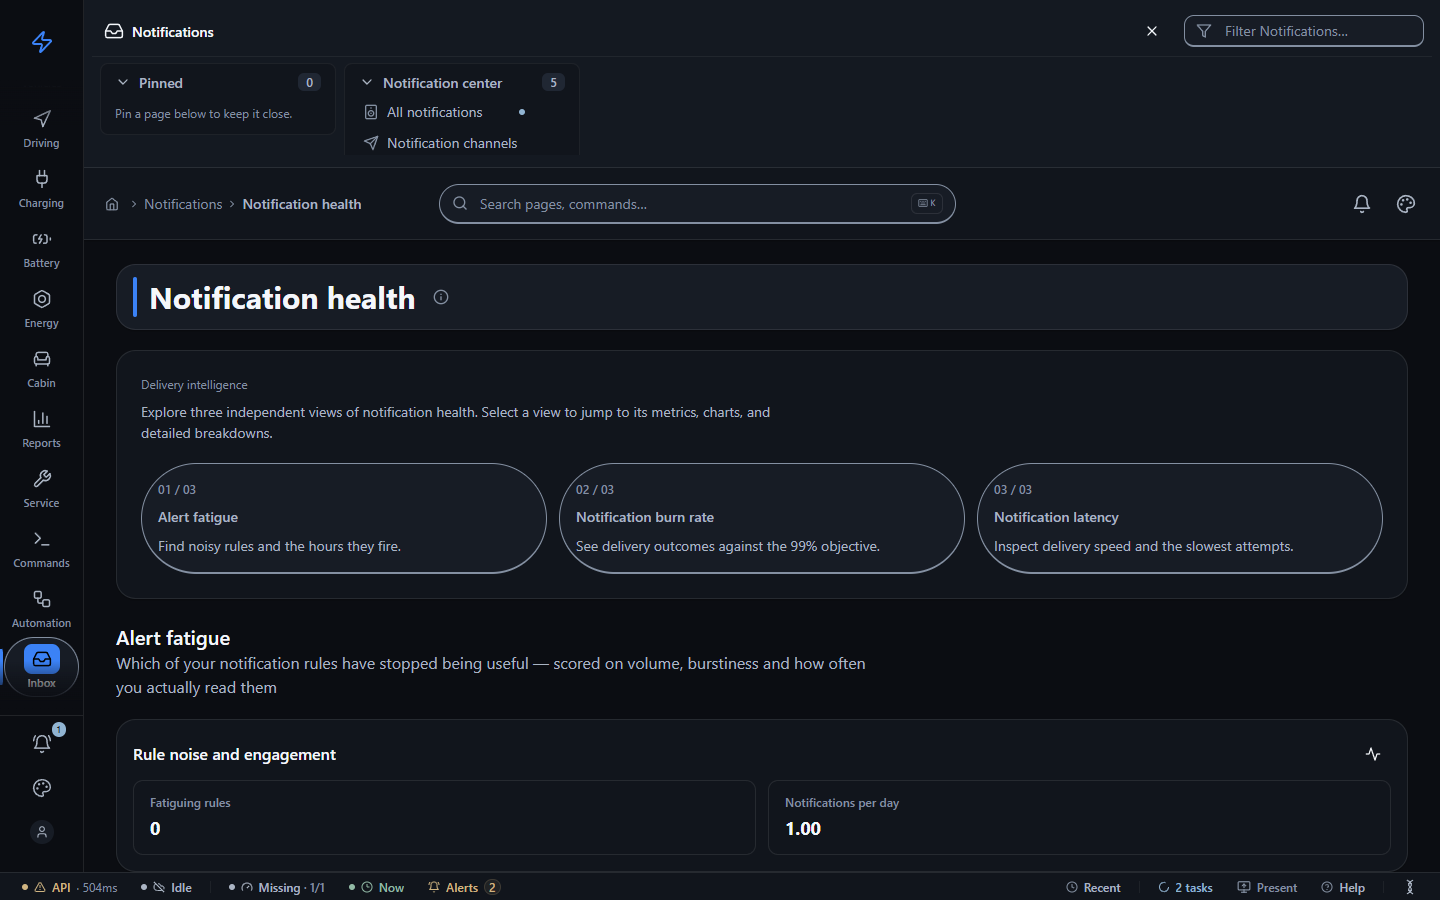 Notifications
Filter Notifications...
Pinned
0
Pin a page below to keep it close.
Notification center
5
All notifications
Notification channels
Driving
Charging
Battery
Energy
Cabin
Reports
Service
Commands
Automation
Inbox
1
Notifications
Notification health
Search pages, commands...
K
Notification health
Delivery intelligence
Explore three independent views of notification health. Select a view to jump to its metrics, charts, and
detailed breakdowns.
01 / 03
Alert fatigue
Find noisy rules and the hours they fire.
02 / 03
Notification burn rate
See delivery outcomes against the 99% objective.
03 / 03
Notification latency
Inspect delivery speed and the slowest attempts.
Alert fatigue
Which of your notification rules have stopped being useful — scored on volume, burstiness and how often
you actually read them
Rule noise and engagement
Fatiguing rules
0
Notifications per day
1.00
API · 504ms
Idle
Missing · 1/1
Now
Alerts 2
Recent
2 tasks
Present
Help